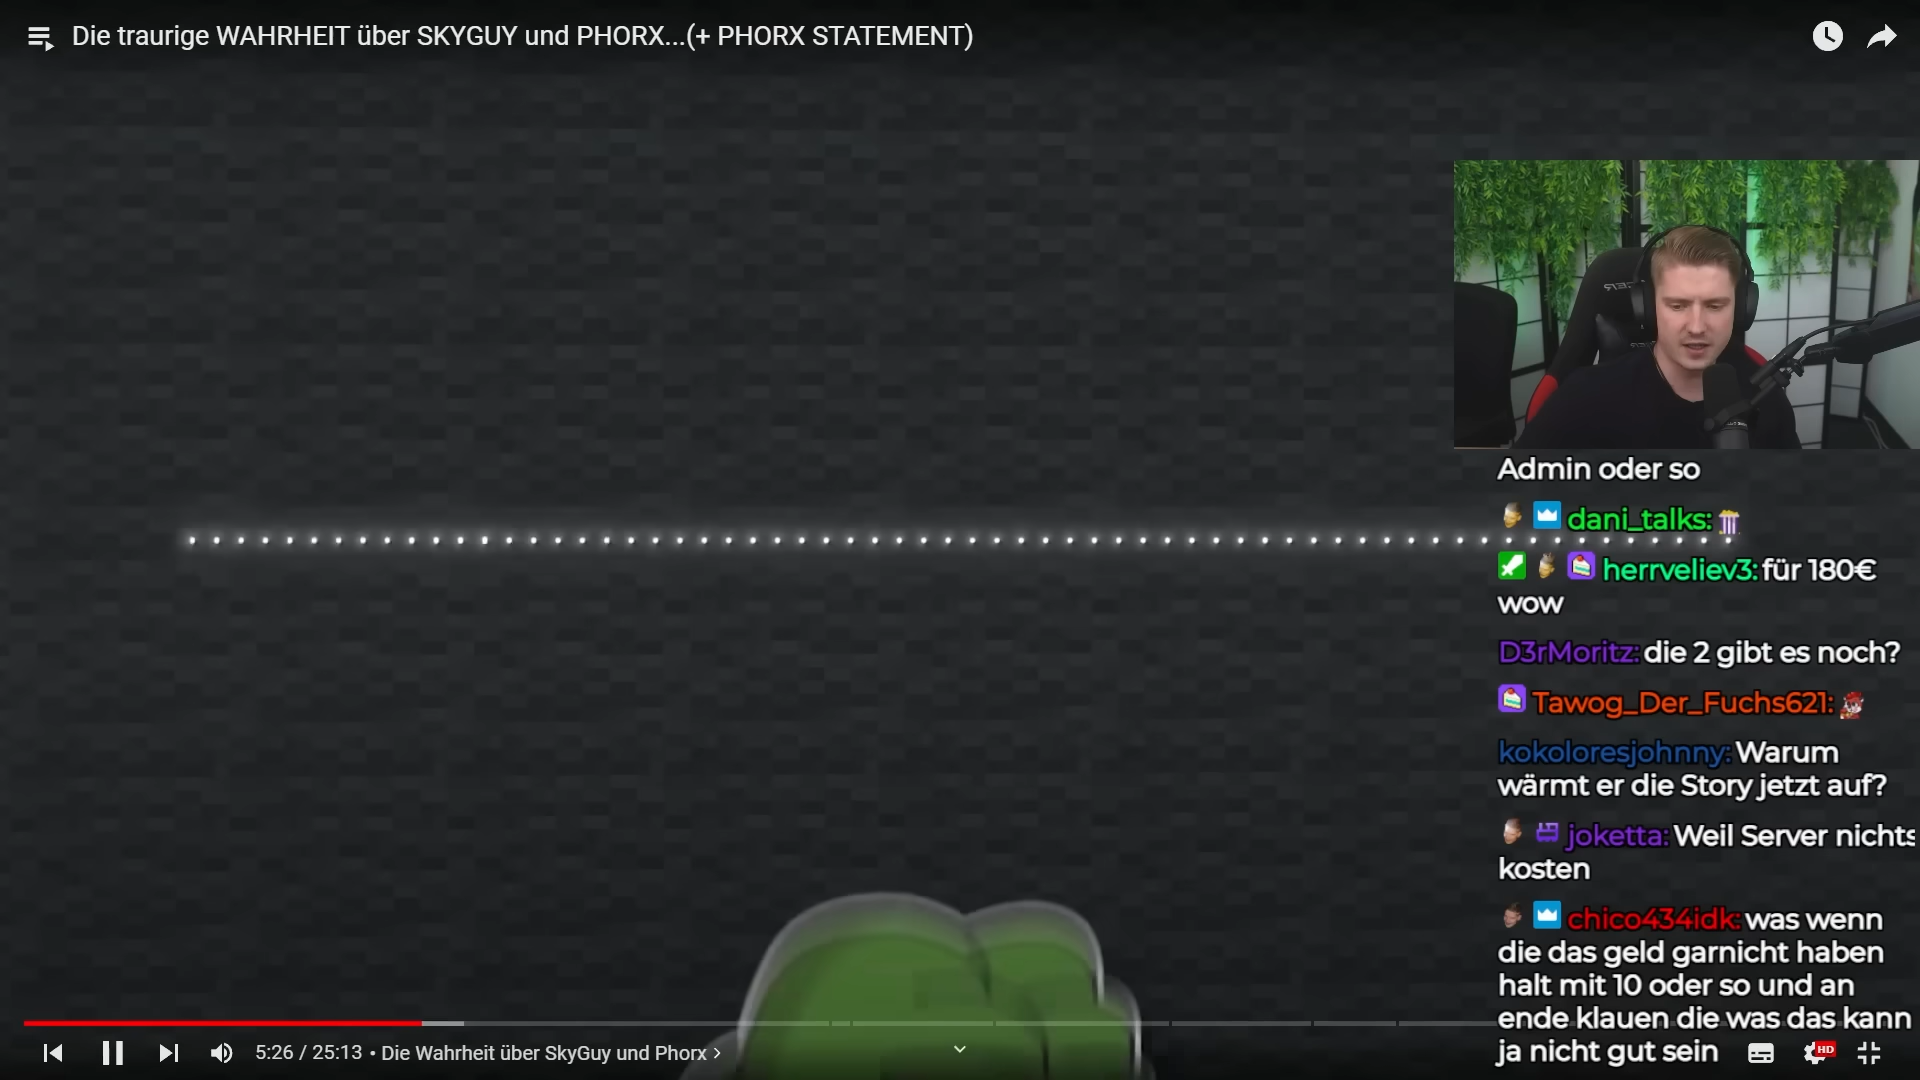 Die traurige WAHRHEIT über SKYGUY und PHORX...(+ PHORX STATEMENT)
Admin oder so
dani_talks:
herrveliev3: für 180€
wow
D3rMoritz: die 2 gibt es noch?
Tawog_Der_Fuchs621:
kokoloresjohnny: Warum
wärmt er die Story jetzt auf?
joketta: Weil Server nichts
kosten
chico434idk: was wenn
die das geld garnicht haben
halt mit 10 oder so und an
ende klauen die was das kann
ja nicht gut sein
5:26 / 25:13 • Die Wahrheit über SkyGuy und Phorx
HD